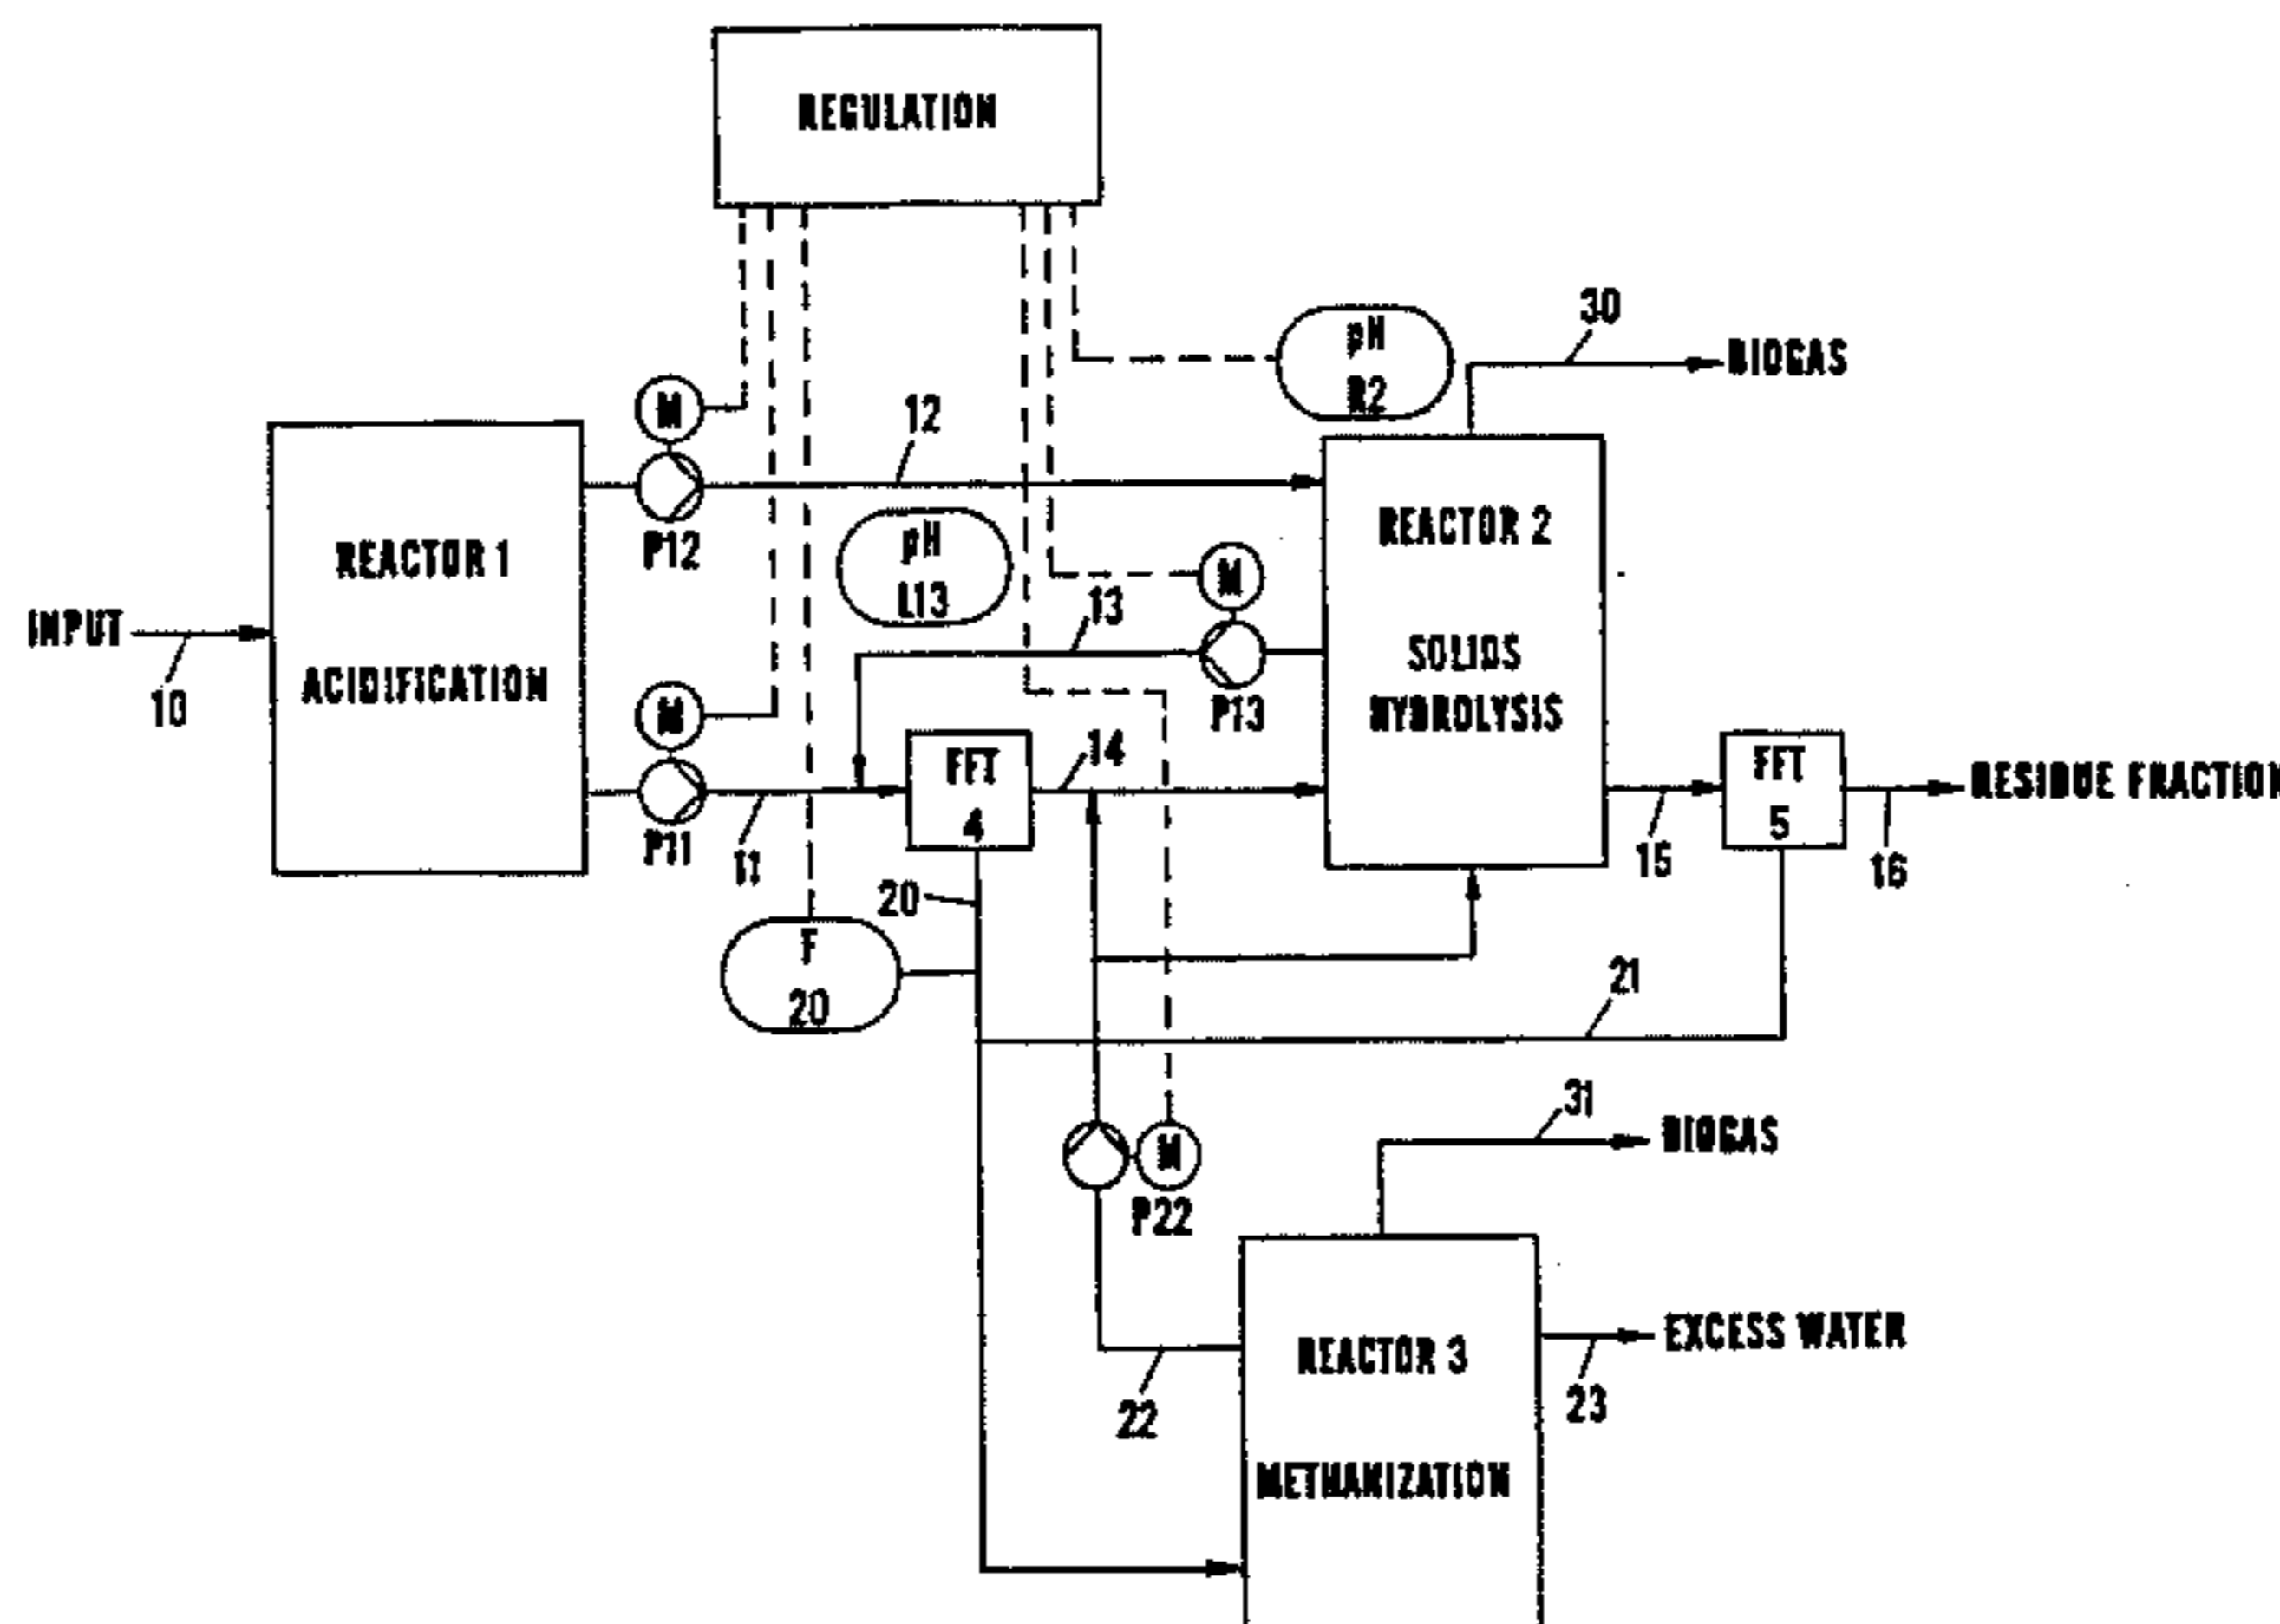 REGULATION
30
pH
R2
BIOGAS
M
12
REACTOR 1
P12
pH
L13
REACTOR 2
M
13
SOLIDS
HYDROLYSIS
INPUT
10
ACIDIFICATION
M
P13
14
FFT
4
FFT
5
RESIDUE FRACTION
P11
11
15
16
20
F
20
21
31
BIOGAS
M
P22
EXCESS WATER
REACTOR 3
22
23
METHANIZATION